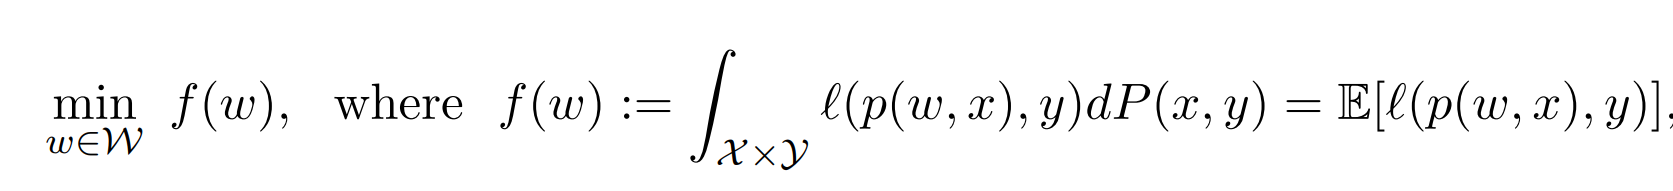 min_{w∈𝒲} f(w), where f(w) := ∫_{𝒳×𝒴} ℓ(p(w, x), y)dP(x, y) = 𝔼[ℓ(p(w, x), y)],